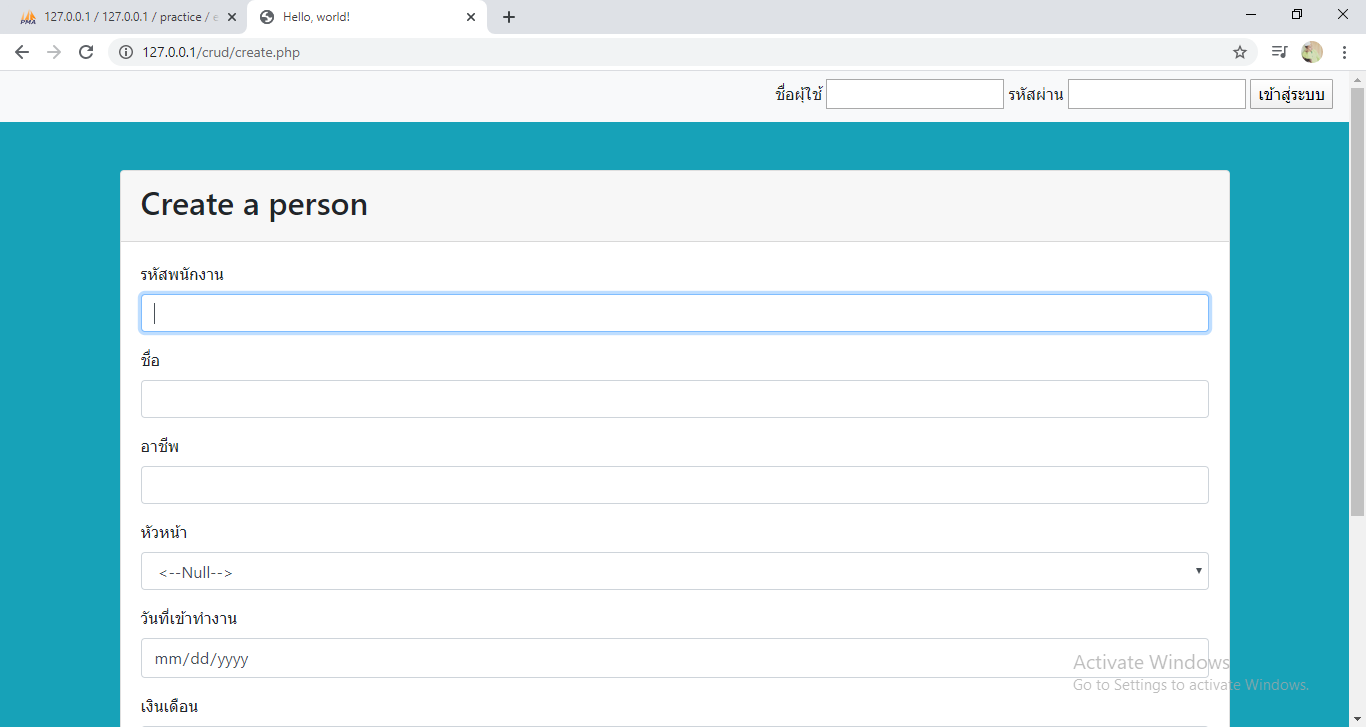 127.0.0.1 / 127.0.0.1 / practice / e
Hello, world!
127.0.0.1/crud/create.php
ชื่อผุ้ใช้ รหัสผ่าน เข้าสู่ระบบ
Create a person
รหัสพนักงาน
ชื่อ
อาชีพ
หัวหน้า
<--Null-->
วันที่เข้าทำงาน
mm/dd/yyyy
เงินเดือน
Activate Windows
Go to Settings to activate Windows.